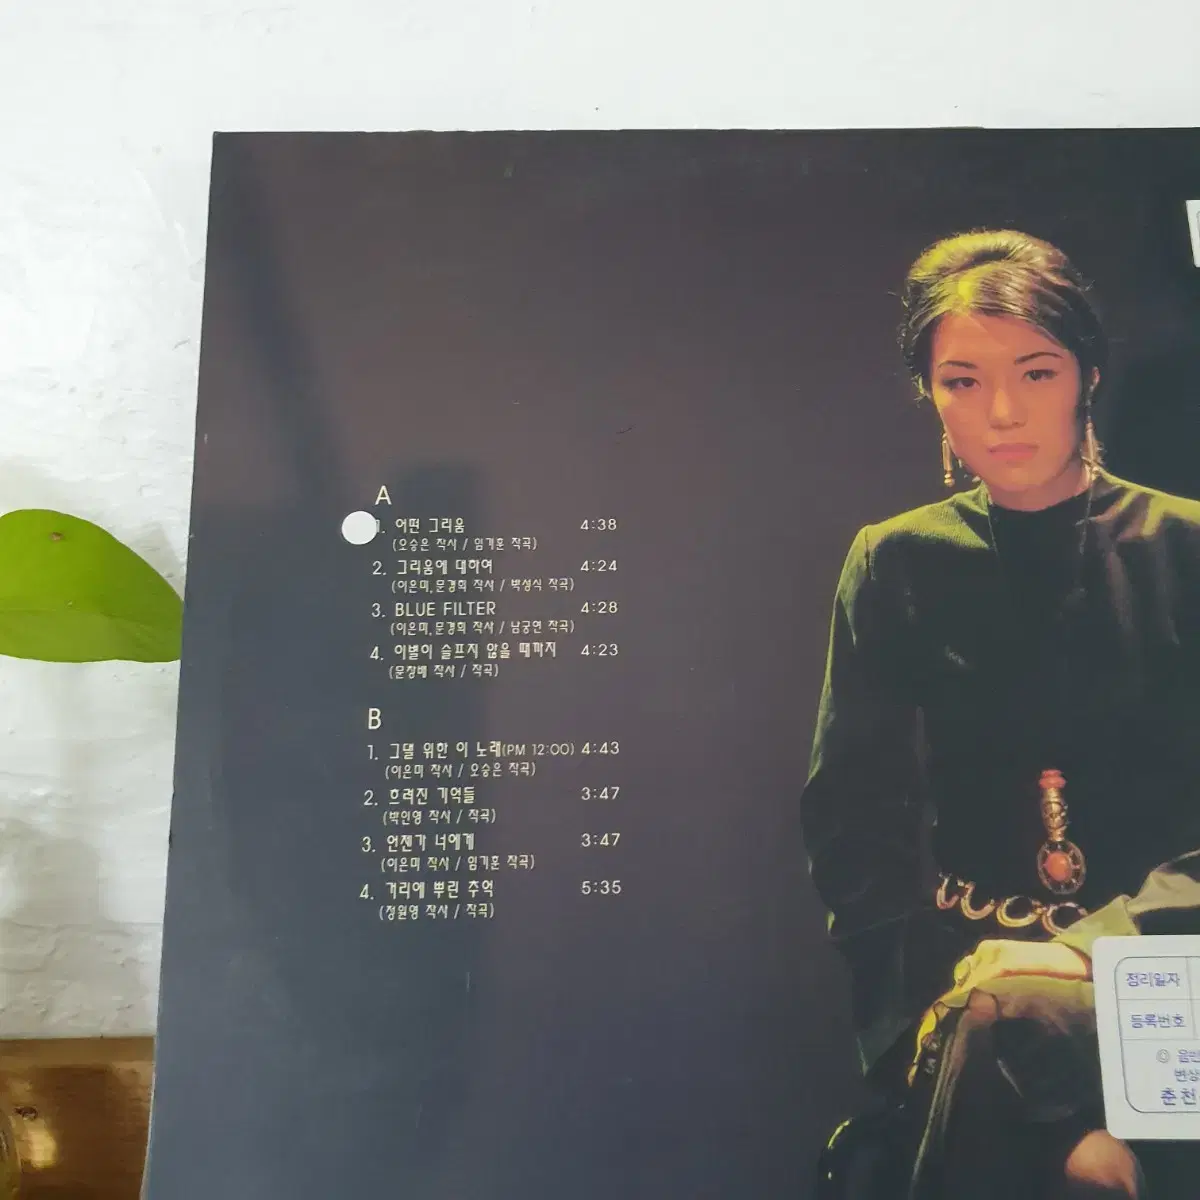 A
1. 어떤 그리움 4:38
(오승은 작사 / 임기훈 작곡)
2. 그리움에 대하여 4:24
(이은미,문경희 작사 / 박성식 작곡)
3. BLUE FILTER 4:28
(이은미,문경희 작사 / 남궁연 작곡)
4. 이별이 슬프지 않을 때까지 4:23
(문창배 작사 / 작곡)
B
1. 그댈 위한 이 노래(PM 12:00) 4:43
(이은미 작사 / 오승은 작곡)
2. 흐려진 기억들 3:47
(박인영 작사 / 작곡)
3. 언젠가 너에게 3:47
(이은미 작사 / 임기훈 작곡)
4. 거리에 뿌린 추억 5:35
(정원영 작사 / 작곡)
정리일자
등록번호
◎ 음반
변상
춘천